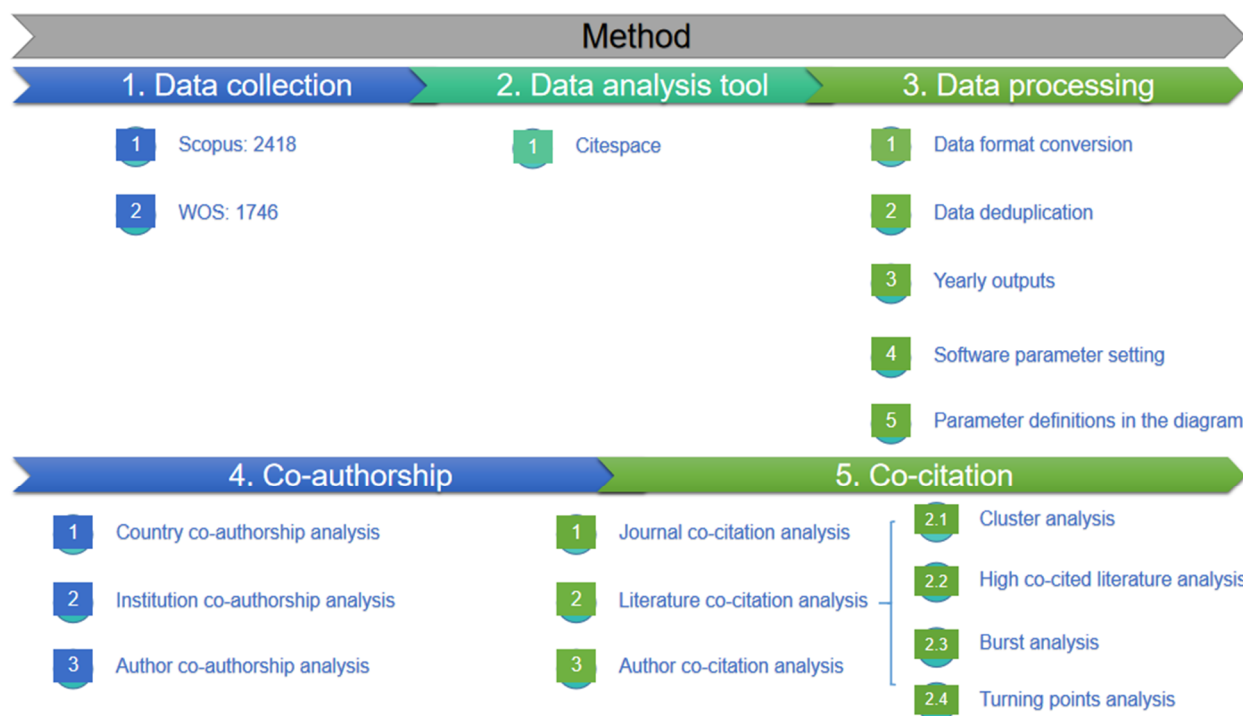 Method
1. Data collection
2. Data analysis tool
3. Data processing
1 Scopus: 2418
2 WOS: 1746
1 Citespace
1 Data format conversion
2 Data deduplication
3 Yearly outputs
4 Software parameter setting
5 Parameter definitions in the diagram
4. Co-authorship
5. Co-citation
1 Country co-authorship analysis
2 Institution co-authorship analysis
3 Author co-authorship analysis
1 Journal co-citation analysis
2 Literature co-citation analysis
3 Author co-citation analysis
2.1 Cluster analysis
2.2 High co-cited literature analysis
2.3 Burst analysis
2.4 Turning points analysis